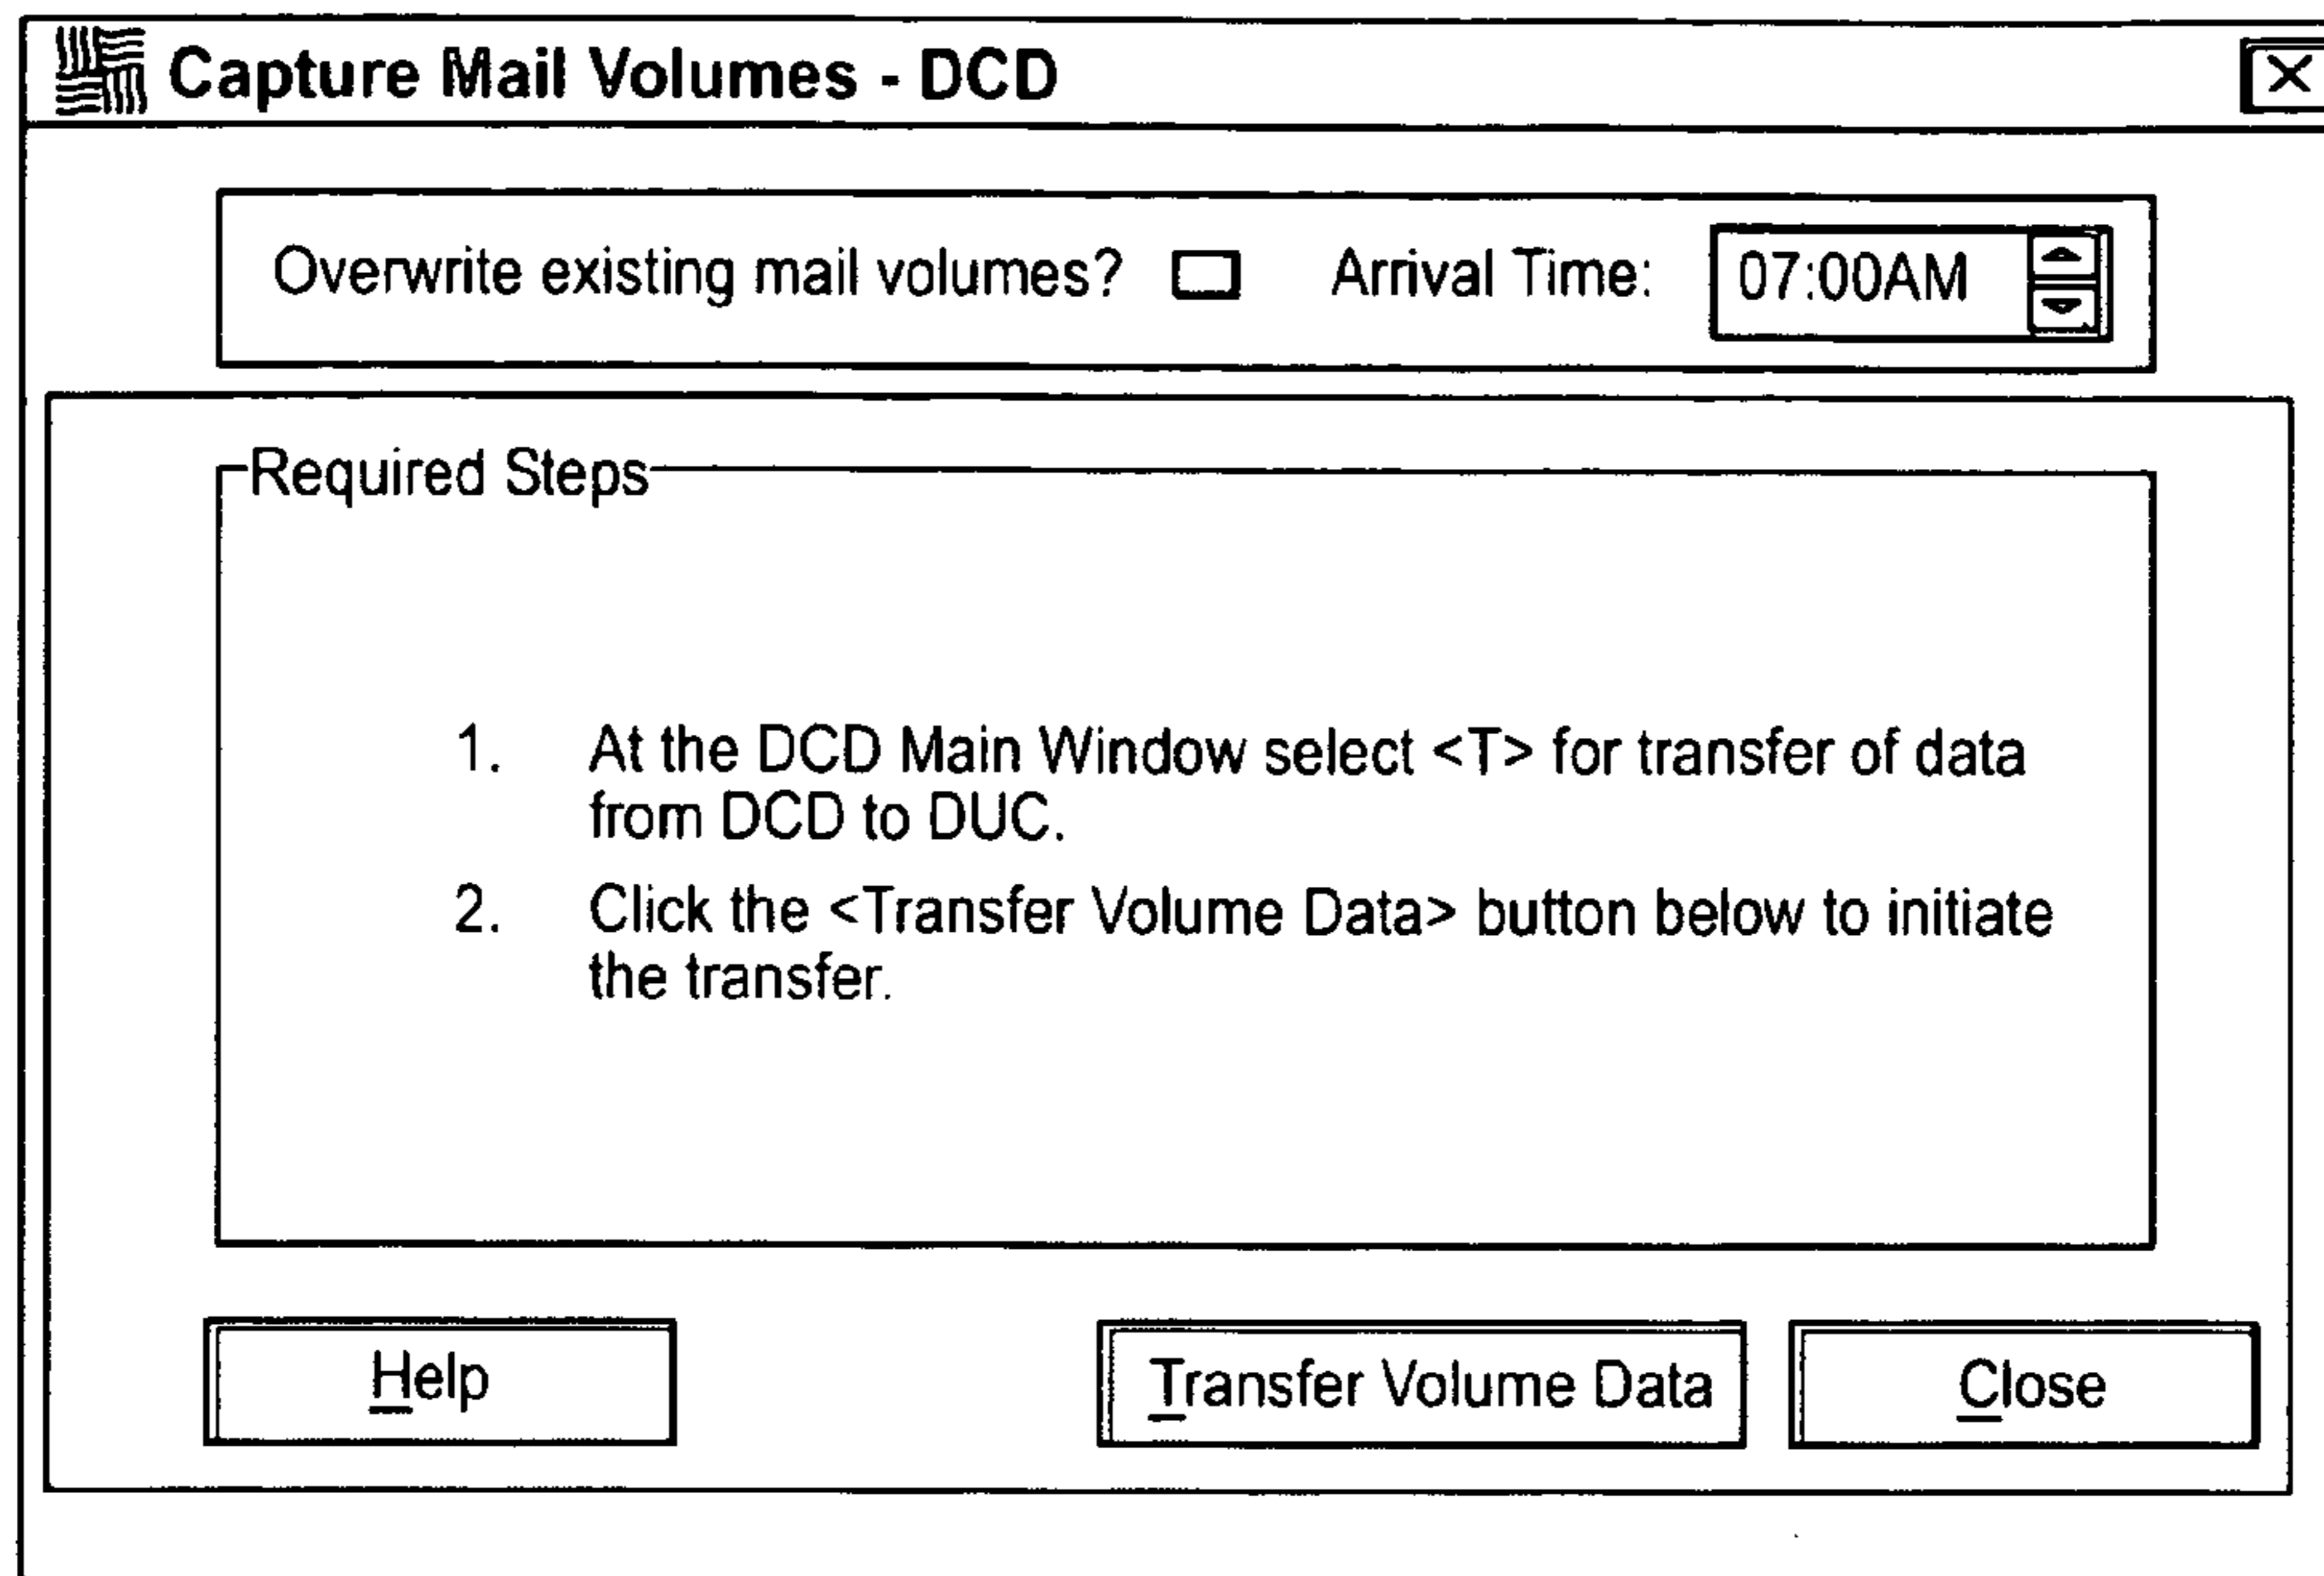 Capture Mail Volumes - DCD
Overwrite existing mail volumes? Arrival Time: 07:00AM
Required Steps
1. At the DCD Main Window select <T> for transfer of data
from DCD to DUC.
2. Click the <Transfer Volume Data> button below to initiate
the transfer.
Help Transfer Volume Data Close